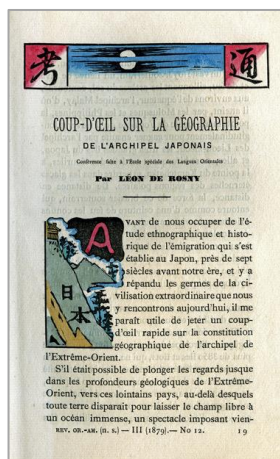 考 通
COUP-D'ŒIL SUR LA GÉOGRAPHIE
DE L'ARCHIPEL JAPONAIS
Conférence faite à l'École spéciale des Langues Orientales
Par LÉON DE ROSNY
AVANT de nous occuper de l'é-
tude ethnographique et histo-
rique de l'émigration qui s'est
établie au Japon, près de sept
siècles avant notre ère, et y a
répandu les germes de la ci-
vilisation extraordinaire que nous
y rencontrons aujourd'hui, il me
paraît utile de jeter un coup-
d'œil rapide sur la constitution
géographique de l'archipel de
l'Extrême-Orient.
日本
S'il était possible de plonger les regards jusque
dans les profondeurs géologiques de l'Extrême-
Orient, vers ces lointains pays, au-delà desquels
toute terre disparait pour laisser le champ libre à
un océan immense, un spectacle imposant vien-
REV. OR.-AM. (N. S.) — III (1879).— No 12. 19